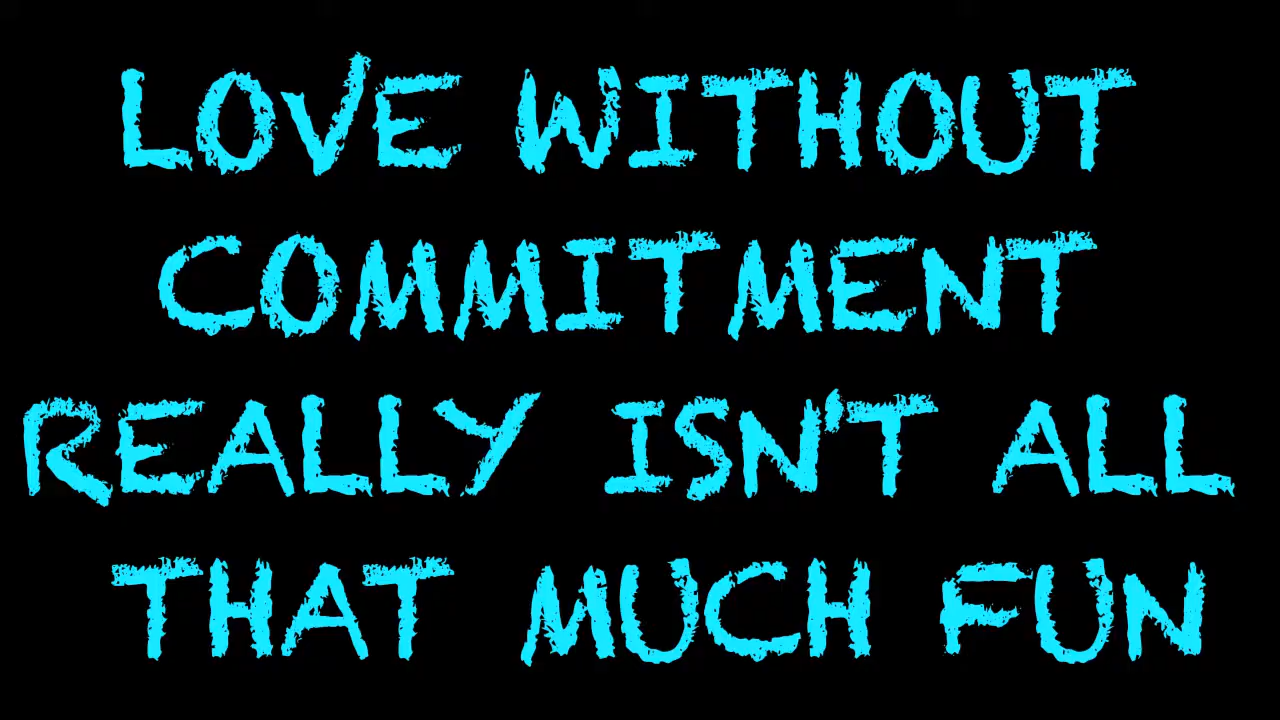 LOVE WITHOUT
COMMITMENT
REALLY ISN'T ALL
THAT MUCH FUN